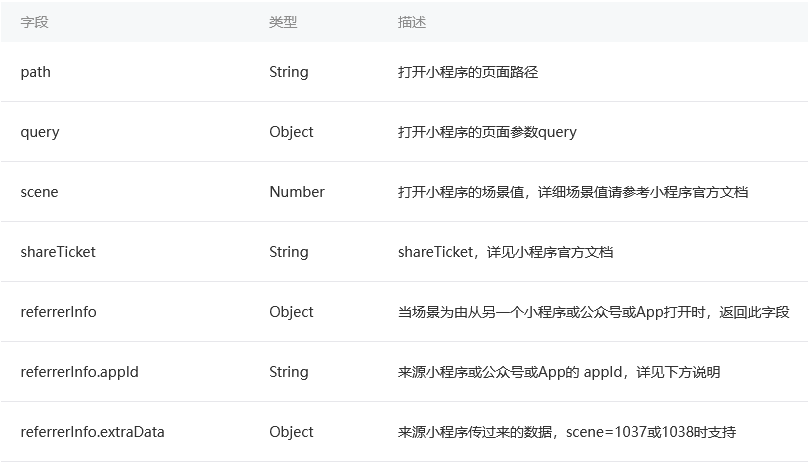 字段 类型 描述
path String 打开小程序的页面路径
query Object 打开小程序的页面参数query
scene Number 打开小程序的场景值，详细场景值请参考小程序官方文档
shareTicket String shareTicket，详见小程序官方文档
referrerInfo Object 当场景为由从另一个小程序或公众号或App打开时，返回此字段
referrerInfo.appId String 来源小程序或公众号或App的 appId，详见下方说明
referrerInfo.extraData Object 来源小程序传过来的数据，scene=1037或1038时支持